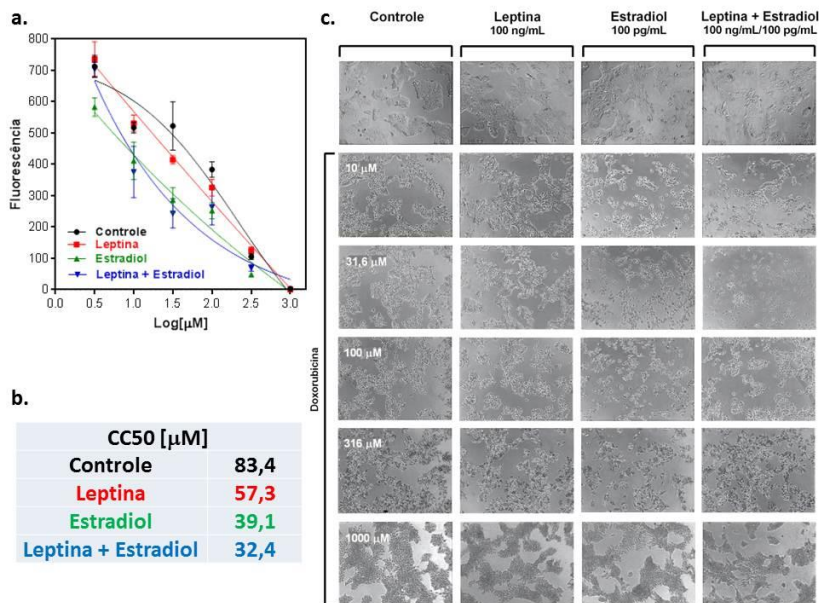 a.
800
700
600
500
400
300
200
100
0
Fluorescência
Controle
Leptina
Estradiol
Leptina + Estradiol
0.0 0.5 1.0 1.5 2.0 2.5 3.0
Log[µM]
b.
CC50 [µM]
Controle 83,4
Leptina 57,3
Estradiol 39,1
Leptina + Estradiol 32,4
c.
Controle Leptina Estradiol Leptina + Estradiol
100 ng/mL 100 pg/mL 100 ng/mL/100 pg/mL
Doxorubicina
10 µM
31,6 µM
100 µM
316 µM
1000 µM